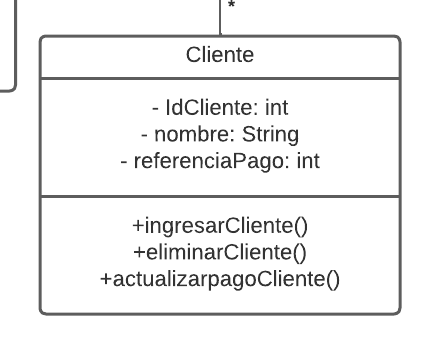 *
Cliente
- IdCliente: int
- nombre: String
- referenciaPago: int
+ingresarCliente()
+eliminarCliente()
+actualizarpagoCliente()